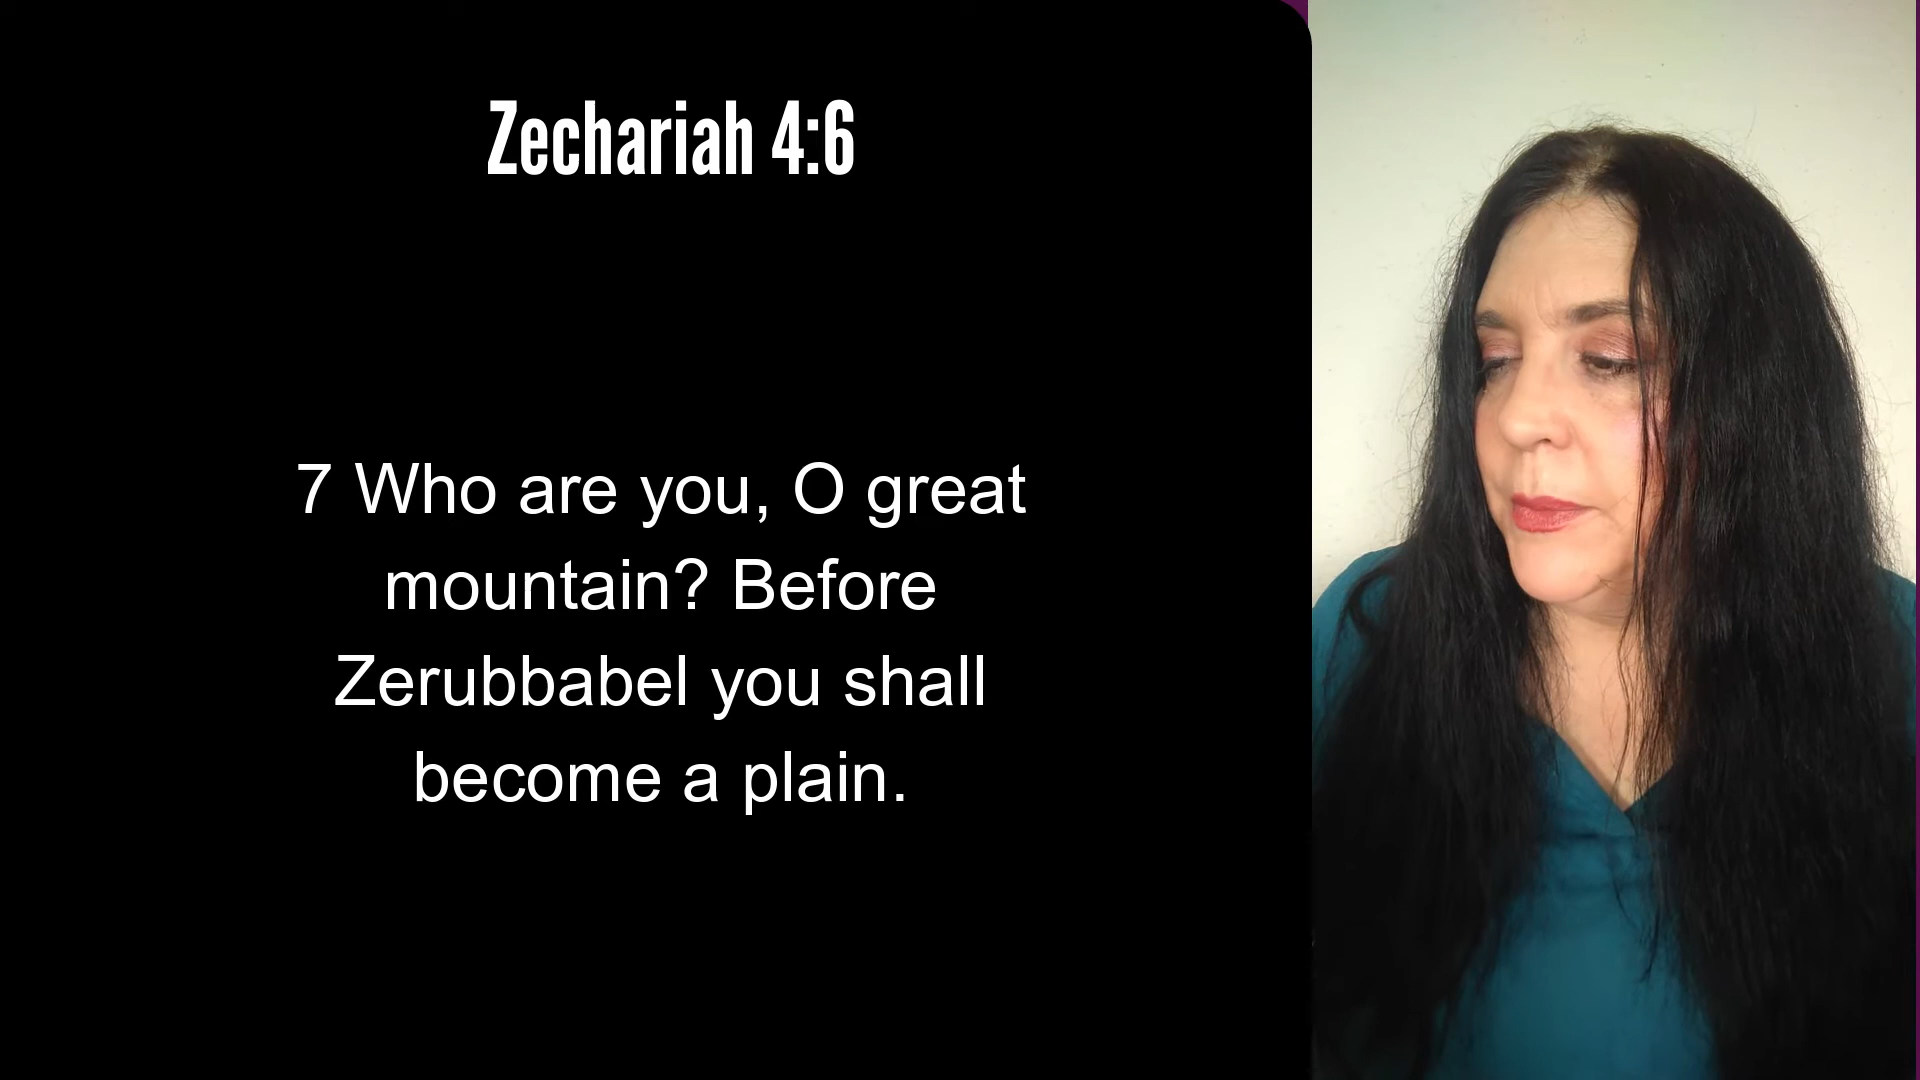 Zechariah 4:6
7 Who are you, O great
mountain? Before
Zerubbabel you shall
become a plain.